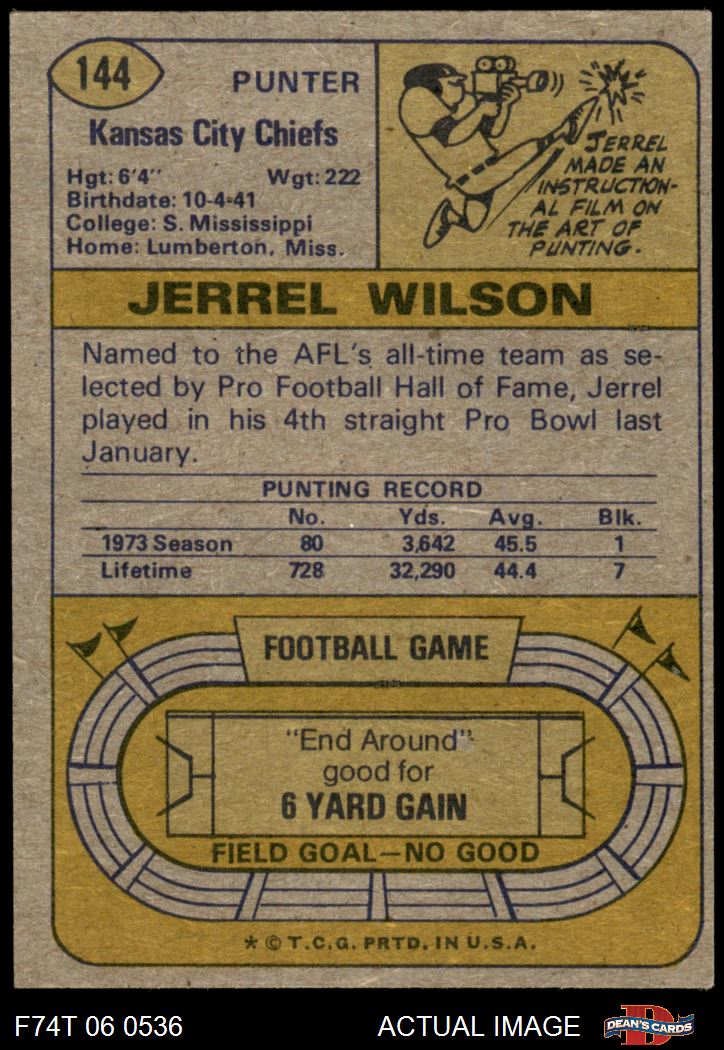 144
PUNTER
Kansas City Chiefs
Hgt: 6'4" Wgt: 222
Birthdate: 10-4-41
College: S. Mississippi
Home: Lumberton, Miss.
JERREL
MADE AN
INSTRUCTION-
AL FILM ON
THE ART OF
PUNTING.
JERREL WILSON
Named to the AFL's all-time team as se-
lected by Pro Football Hall of Fame, Jerrel
played in his 4th straight Pro Bowl last
January.
PUNTING RECORD
No. Yds. Avg. Blk.
1973 Season 80 3,642 45.5 1
Lifetime 728 32,290 44.4 7
FOOTBALL GAME
"End Around"
good for
6 YARD GAIN
FIELD GOAL—NO GOOD
* © T.C.G. PRTD. IN U.S.A.
F74T 06 0536 ACTUAL IMAGE D DEAN'S CARDS